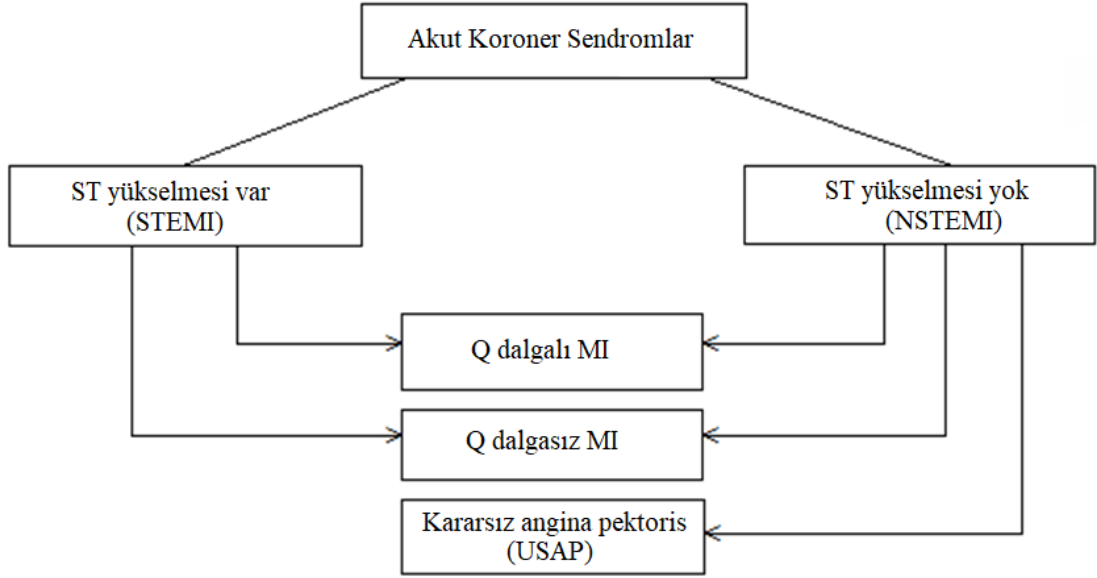 Akut Koroner Sendromlar
ST yükselmesi var
(STEMI)
ST yükselmesi yok
(NSTEMI)
Q dalgalı MI
Q dalgasız MI
Kararsız angina pektoris
(USAP)